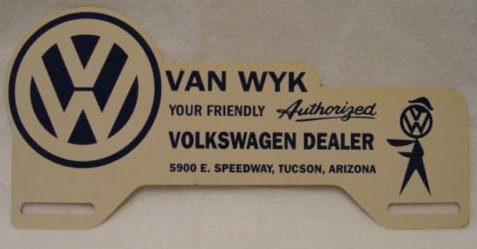 VAN WYK
YOUR FRIENDLY Authorized
VOLKSWAGEN DEALER
5900 E. SPEEDWAY, TUCSON, ARIZONA